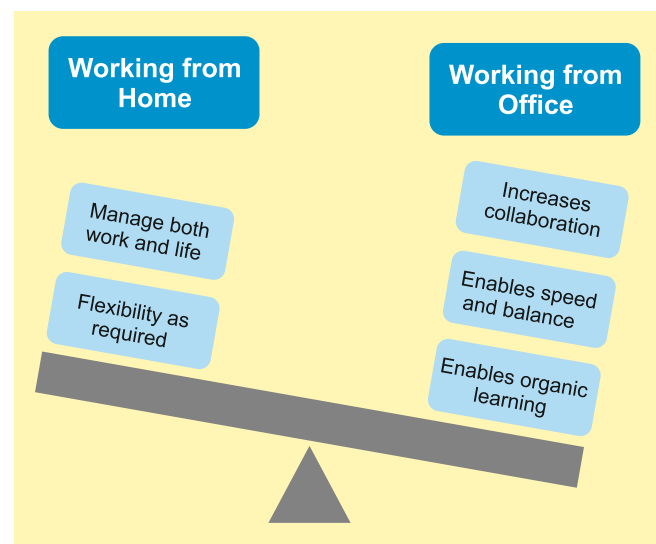 Working from
Home
Working from
Office
Manage both
work and life
Flexibility as
required
Increases
collaboration
Enables speed
and balance
Enables organic
learning